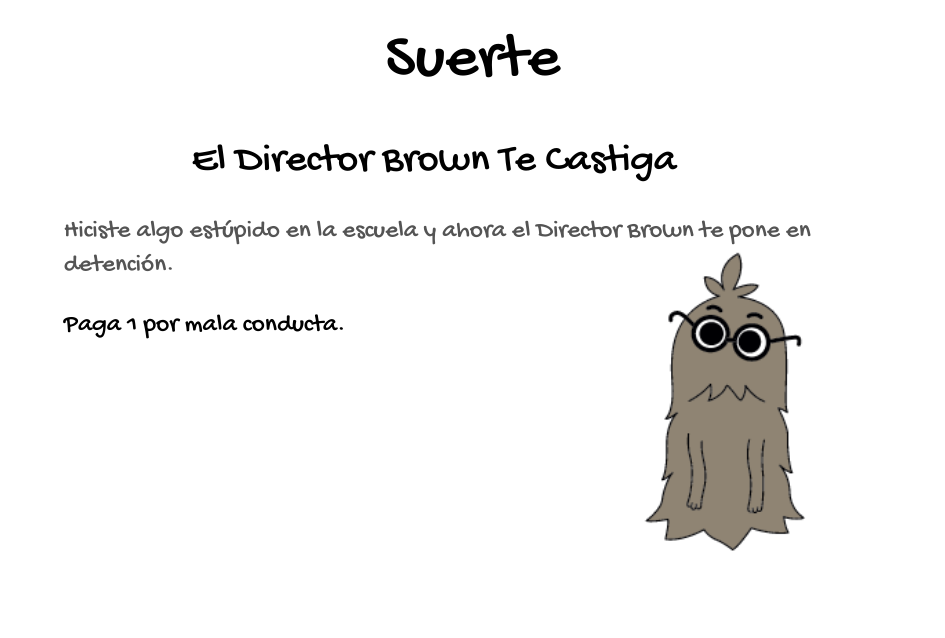 Suerte
El Director Brown Te Castiga
Hiciste algo estúpido en la escuela y ahora el Director Brown te pone en
detención.
Paga 1 por mala conducta.